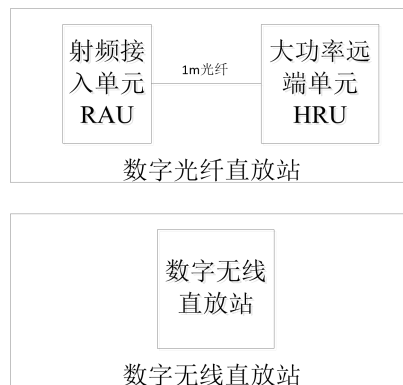 射频接
入单元
RAU
1m光纤
大功率远
端单元
HRU
数字光纤直放站
数字无线
直放站
数字无线直放站